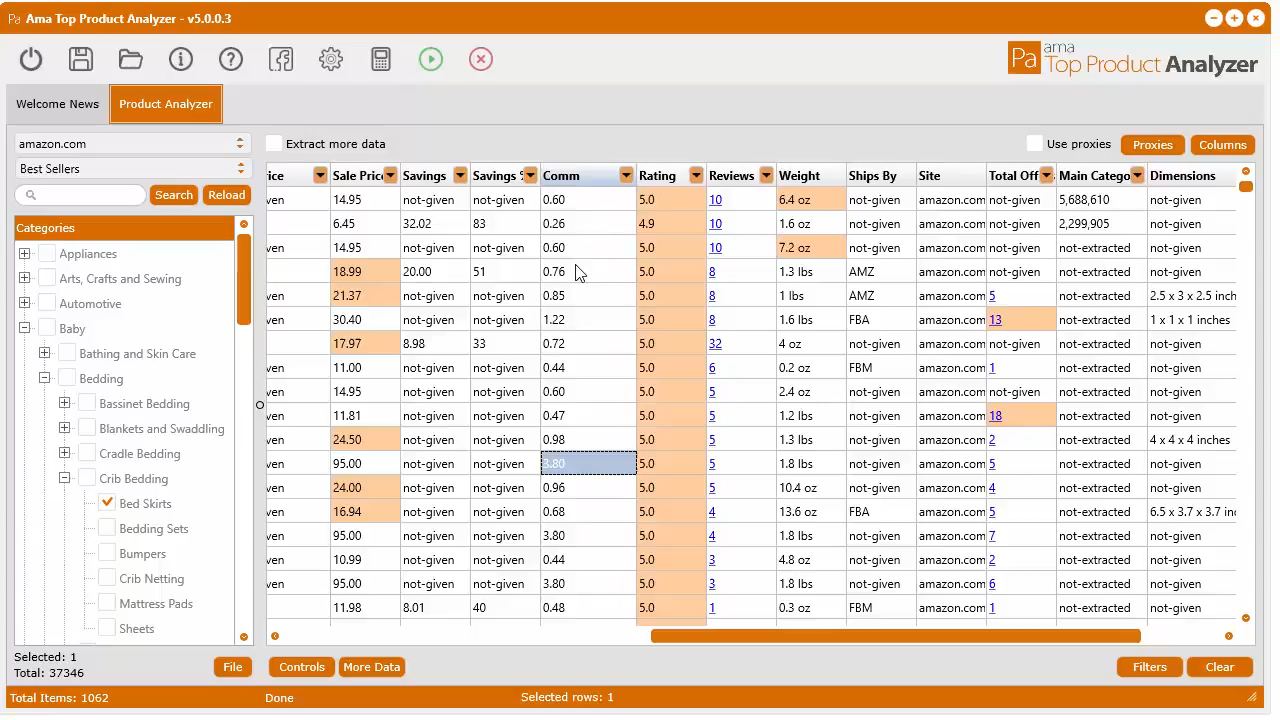 Pa Ama Top Product Analyzer - v5.0.0.3
Pa ama Top Product Analyzer
Welcome News Product Analyzer
amazon.com Extract more data Use proxies Proxies Columns
Best Sellers
Search Reload
ice Sale Price Savings Savings % Comm Rating Reviews Weight Ships By Site Total Off Main Catego Dimensions
ven 14.95 not-given not-given 0.60 5.0 10 6.4 oz not-given amazon.com not-given 5,688,610 not-given
6.45 32.02 83 0.26 4.9 10 1.6 oz not-given amazon.com not-given 2,299,905 not-given
ven 14.95 not-given not-given 0.60 5.0 10 7.2 oz not-given amazon.com not-given not-extracted not-given
18.99 20.00 51 0.76 5.0 8 1.3 lbs AMZ amazon.com not-given not-extracted not-given
ven 21.37 not-given not-given 0.85 5.0 8 1 lbs AMZ amazon.com 5 not-extracted 2.5 x 3 x 2.5 inch
ven 30.40 not-given not-given 1.22 5.0 8 1.6 lbs FBA amazon.com 13 not-extracted 1 x 1 x 1 inches
17.97 8.98 33 0.72 5.0 32 4 oz not-given amazon.com not-given not-extracted not-given
ven 11.00 not-given not-given 0.44 5.0 6 0.2 oz FBM amazon.com 1 not-extracted not-given
ven 14.95 not-given not-given 0.60 5.0 5 2.4 oz not-given amazon.com not-given not-extracted not-given
ven 11.81 not-given not-given 0.47 5.0 5 1.2 lbs not-given amazon.com 18 not-extracted not-given
ven 24.50 not-given not-given 0.98 5.0 5 1.3 lbs not-given amazon.com 2 not-extracted 4 x 4 x 4 inches
ven 95.00 not-given not-given 3.80 5.0 5 1.8 lbs not-given amazon.com 5 not-extracted not-given
ven 24.00 not-given not-given 0.96 5.0 5 10.4 oz not-given amazon.com 4 not-extracted not-given
ven 16.94 not-given not-given 0.68 5.0 4 13.6 oz FBA amazon.com 5 not-extracted 6.5 x 3.7 x 3.7 inc
ven 95.00 not-given not-given 3.80 5.0 4 1.8 lbs not-given amazon.com 7 not-extracted not-given
ven 10.99 not-given not-given 0.44 5.0 3 4.8 oz not-given amazon.com 2 not-extracted not-given
ven 95.00 not-given not-given 3.80 5.0 3 1.8 lbs not-given amazon.com 6 not-extracted not-given
11.98 8.01 40 0.48 5.0 1 0.3 oz FBM amazon.com 1 not-extracted not-given
Categories
Appliances
Arts, Crafts and Sewing
Automotive
Baby
Bathing and Skin Care
Bedding
Bassinet Bedding
Blankets and Swaddling
Cradle Bedding
Crib Bedding
Bed Skirts
Bedding Sets
Bumpers
Crib Netting
Mattress Pads
Sheets
Selected: 1
Total: 37346
File Controls More Data Filters Clear
Total Items: 1062 Done Selected rows: 1